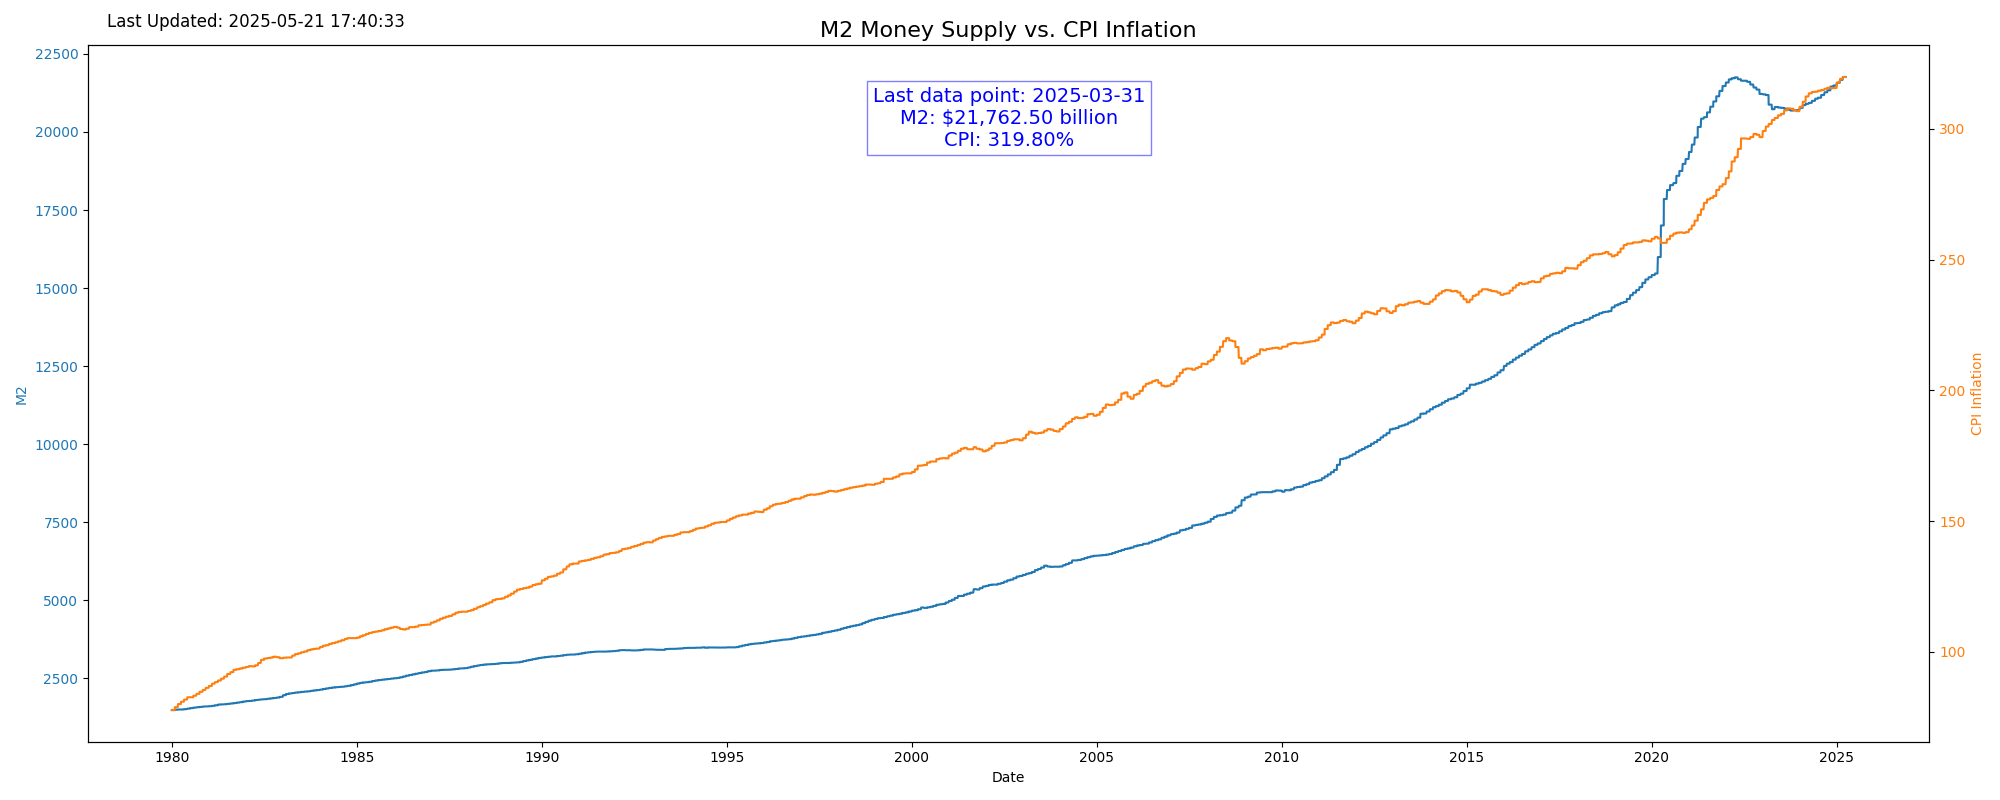 Last Updated: 2025-05-21 17:40:33
M2 Money Supply vs. CPI Inflation
Last data point: 2025-03-31
M2: $21,762.50 billion
CPI: 319.80%
22500
20000
17500
15000
12500
10000
7500
5000
2500
M2
300
250
200
150
100
CPI Inflation
1980 1985 1990 1995 2000 2005 2010 2015 2020 2025
Date